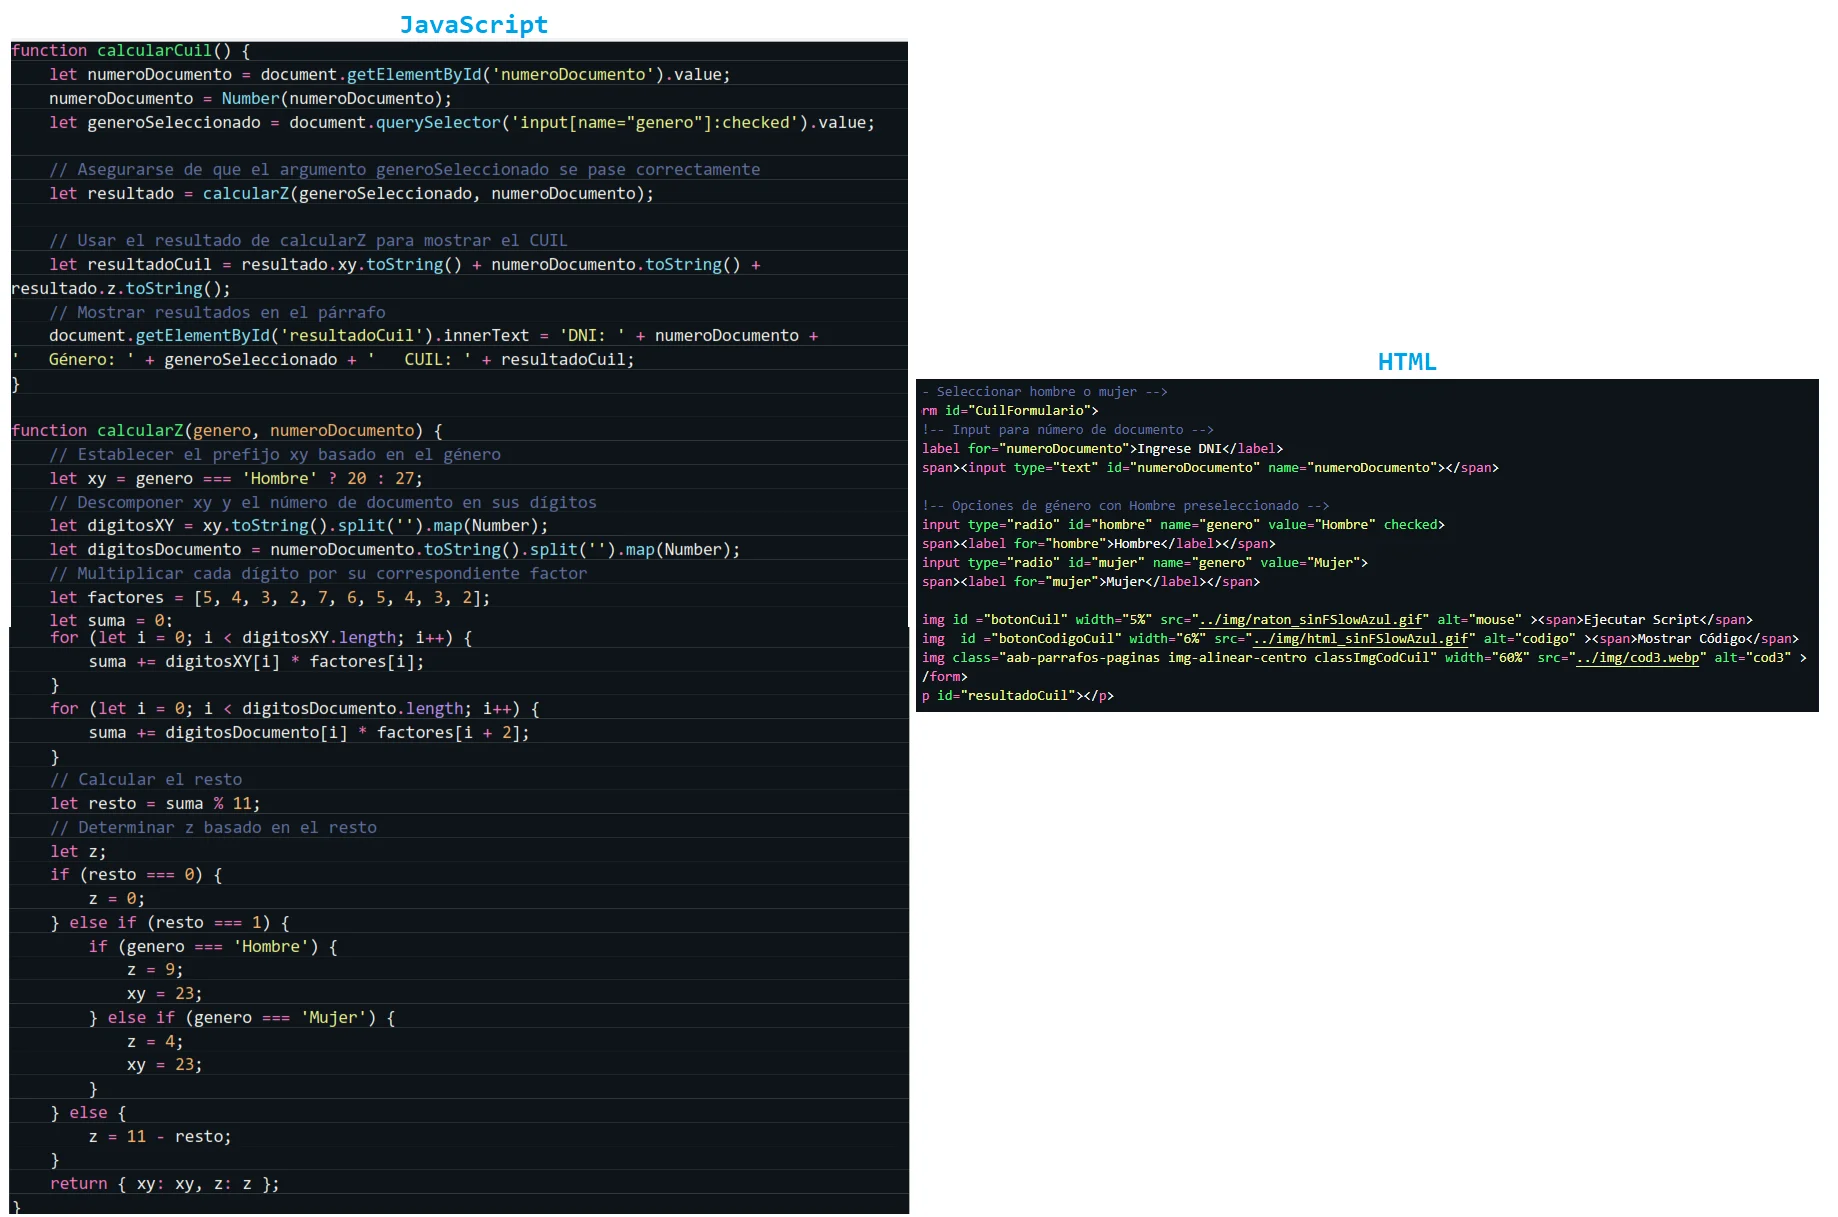 JavaScript
function calcularCuil() {
    let numeroDocumento = document.getElementById('numeroDocumento').value;
    numeroDocumento = Number(numeroDocumento);
    let generoSeleccionado = document.querySelector('input[name="genero"]:checked').value;
    // Asegurarse de que el argumento generoSeleccionado se pase correctamente
    let resultado = calcularZ(generoSeleccionado, numeroDocumento);
    // Usar el resultado de calcularZ para mostrar el CUIL
    let resultadoCuil = resultado.xy.toString() + numeroDocumento.toString() +
resultado.z.toString();
    // Mostrar resultados en el párrafo
    document.getElementById('resultadoCuil').innerText = 'DNI: ' + numeroDocumento +
'   Género: ' + generoSeleccionado + '   CUIL: ' + resultadoCuil;
}
function calcularZ(genero, numeroDocumento) {
    // Establecer el prefijo xy basado en el género
    let xy = genero === 'Hombre' ? 20 : 27;
    // Descomponer xy y el número de documento en sus dígitos
    let digitosXY = xy.toString().split('').map(Number);
    let digitosDocumento = numeroDocumento.toString().split('').map(Number);
    // Multiplicar cada dígito por su correspondiente factor
    let factores = [5, 4, 3, 2, 7, 6, 5, 4, 3, 2];
    let suma = 0;
    for (let i = 0; i < digitosXY.length; i++) {
        suma += digitosXY[i] * factores[i];
    }
    for (let i = 0; i < digitosDocumento.length; i++) {
        suma += digitosDocumento[i] * factores[i + 2];
    }
    // Calcular el resto
    let resto = suma % 11;
    // Determinar z basado en el resto
    let z;
    if (resto === 0) {
        z = 0;
    } else if (resto === 1) {
        if (genero === 'Hombre') {
            z = 9;
            xy = 23;
        } else if (genero === 'Mujer') {
            z = 4;
            xy = 23;
        }
    } else {
        z = 11 - resto;
    }
    return { xy: xy, z: z };
}
HTML
- Seleccionar hombre o mujer -->
rm id="CuilFormulario">
!-- Input para número de documento -->
label for="numeroDocumento">Ingrese DNI</label>
span><input type="text" id="numeroDocumento" name="numeroDocumento"></span>
!-- Opciones de género con Hombre preseleccionado -->
input type="radio" id="hombre" name="genero" value="Hombre" checked>
span><label for="hombre">Hombre</label></span>
input type="radio" id="mujer" name="genero" value="Mujer">
span><label for="mujer">Mujer</label></span>
img id ="botonCuil" width="5%" src="../img/raton_sinFSlowAzul.gif" alt="mouse" ><span>Ejecutar Script</span>
img  id ="botonCodigoCuil" width="6%" src="../img/html_sinFSlowAzul.gif" alt="codigo" ><span>Mostrar Código</span>
img class="aab-parrafos-paginas img-alinear-centro classImgCodCuil" width="60%" src="../img/cod3.webp" alt="cod3" >
/form>
p id="resultadoCuil"></p>